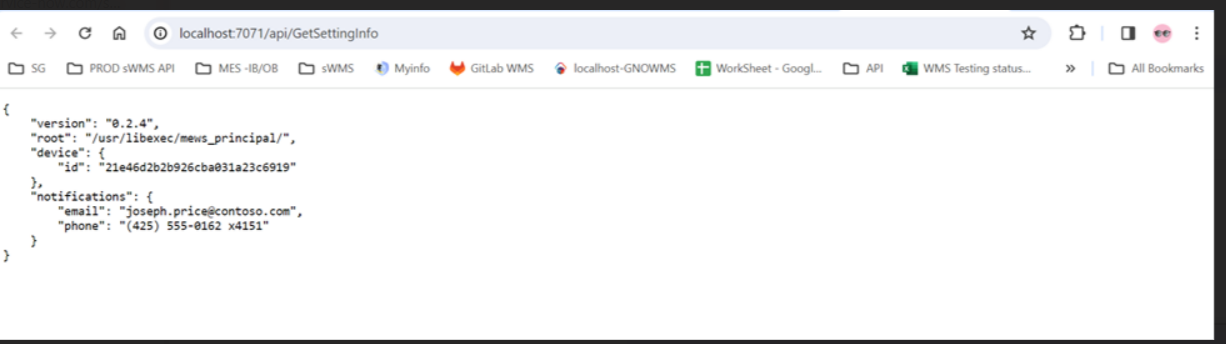 localhost:7071/api/GetSettingInfo
SG PROD sWMS API MES -IB/OB sWMS Myinfo GitLab WMS localhost-GNOWMS WorkSheet - Googl... API WMS Testing status... » All Bookmarks
{
    "version": "0.2.4",
    "root": "/usr/libexec/mews_principal/",
    "device": {
        "id": "21e46d2b2b926cba031a23c6919"
    },
    "notifications": {
        "email": "joseph.price@contoso.com",
        "phone": "(425) 555-0162 x4151"
    }
}